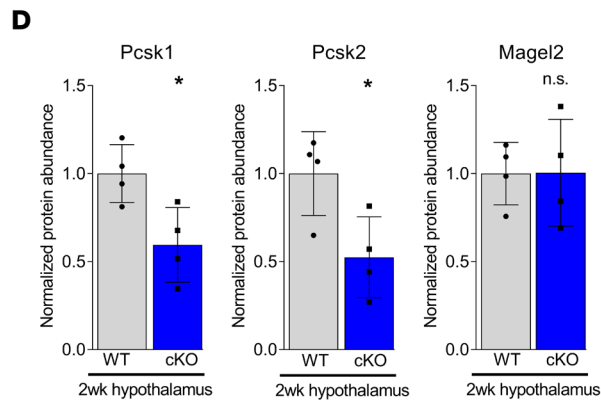 D
Pcsk1
Normalized protein abundance
1.5
1.0
0.5
0.0
*
WT cKO
2wk hypothalamus
Pcsk2
Normalized protein abundance
1.5
1.0
0.5
0.0
*
WT cKO
2wk hypothalamus
Magel2
Normalized protein abundance
1.5
1.0
0.5
0.0
n.s.
WT cKO
2wk hypothalamus